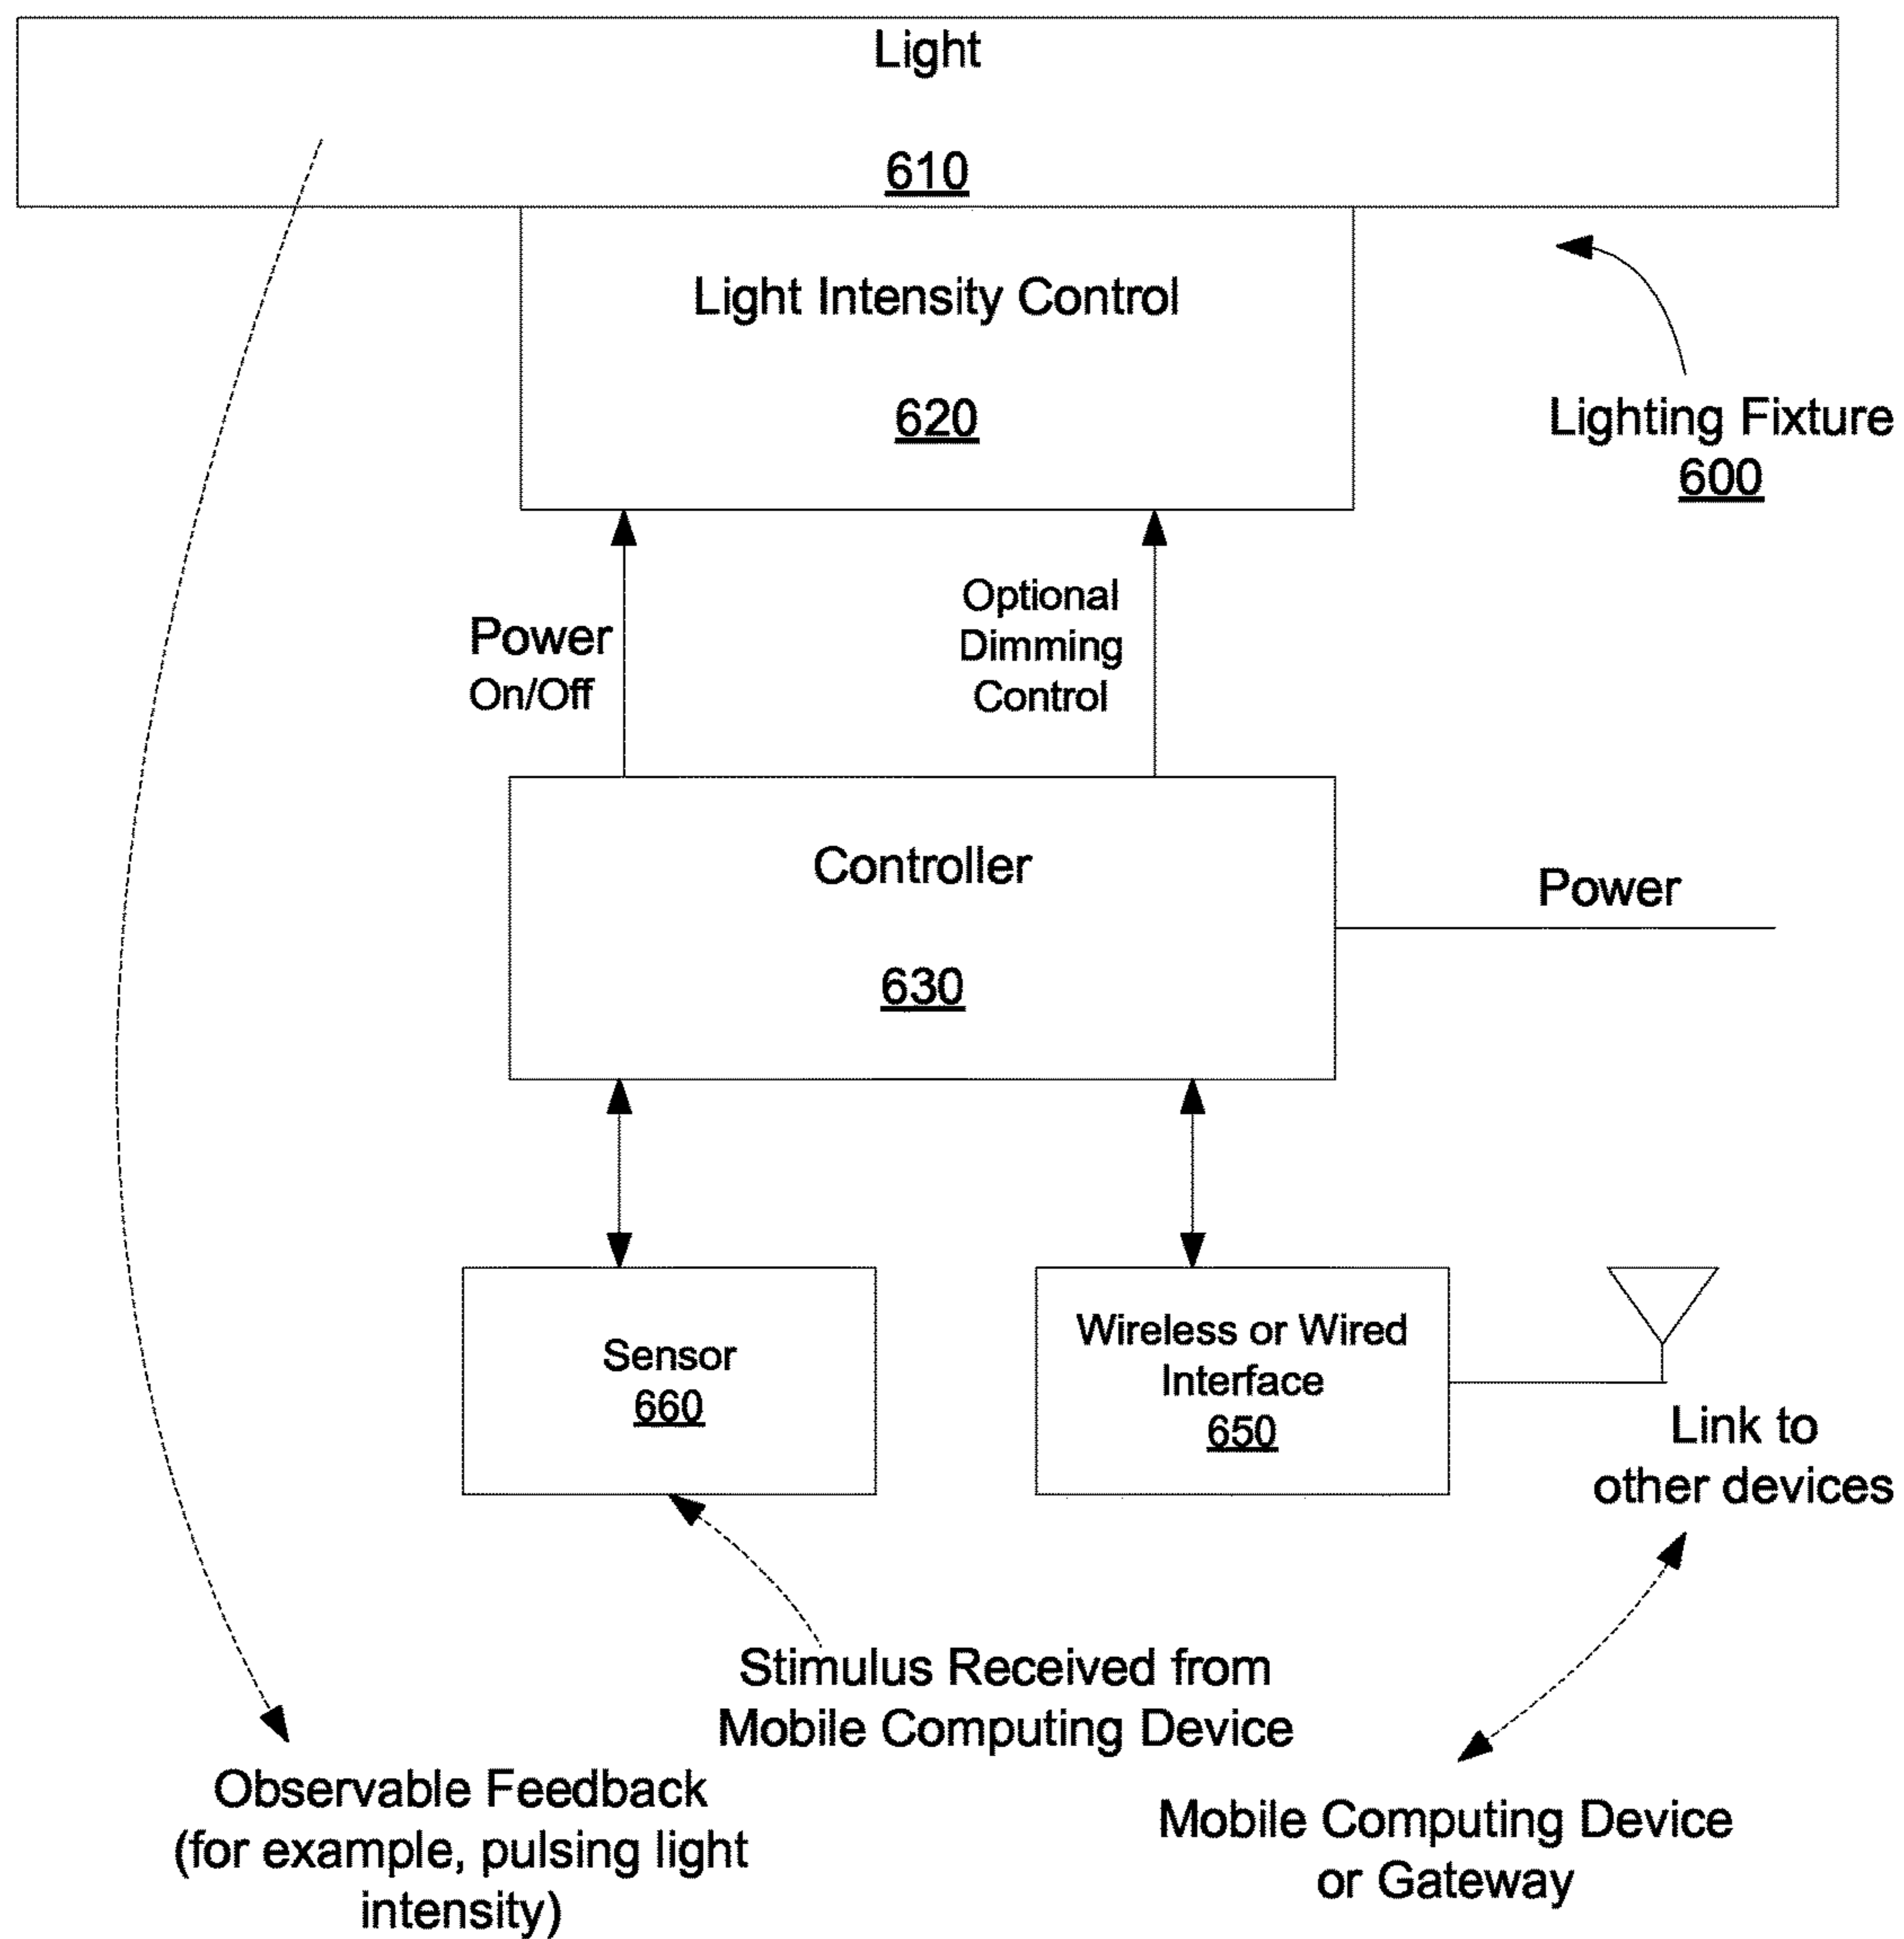 Light
610
Light Intensity Control
620
Lighting Fixture
600
Power
On/Off
Optional
Dimming
Control
Controller
630
Power
Sensor
660
Wireless or Wired
Interface
650
Link to
other devices
Stimulus Received from
Mobile Computing Device
Observable Feedback
(for example, pulsing light
intensity)
Mobile Computing Device
or Gateway